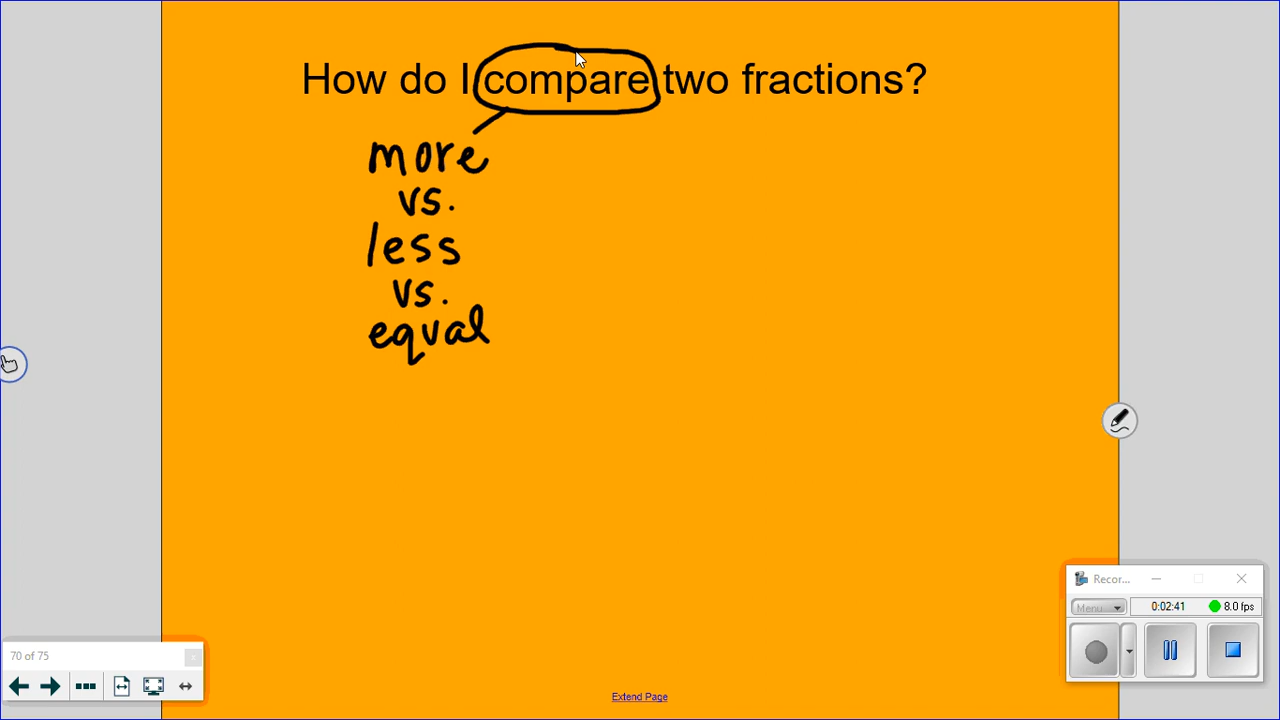 How do I compare two fractions?
more
vs.
less
vs.
equal
Recor...
Menu
0:02:41
8.0 fps
70 of 75
Extend Page